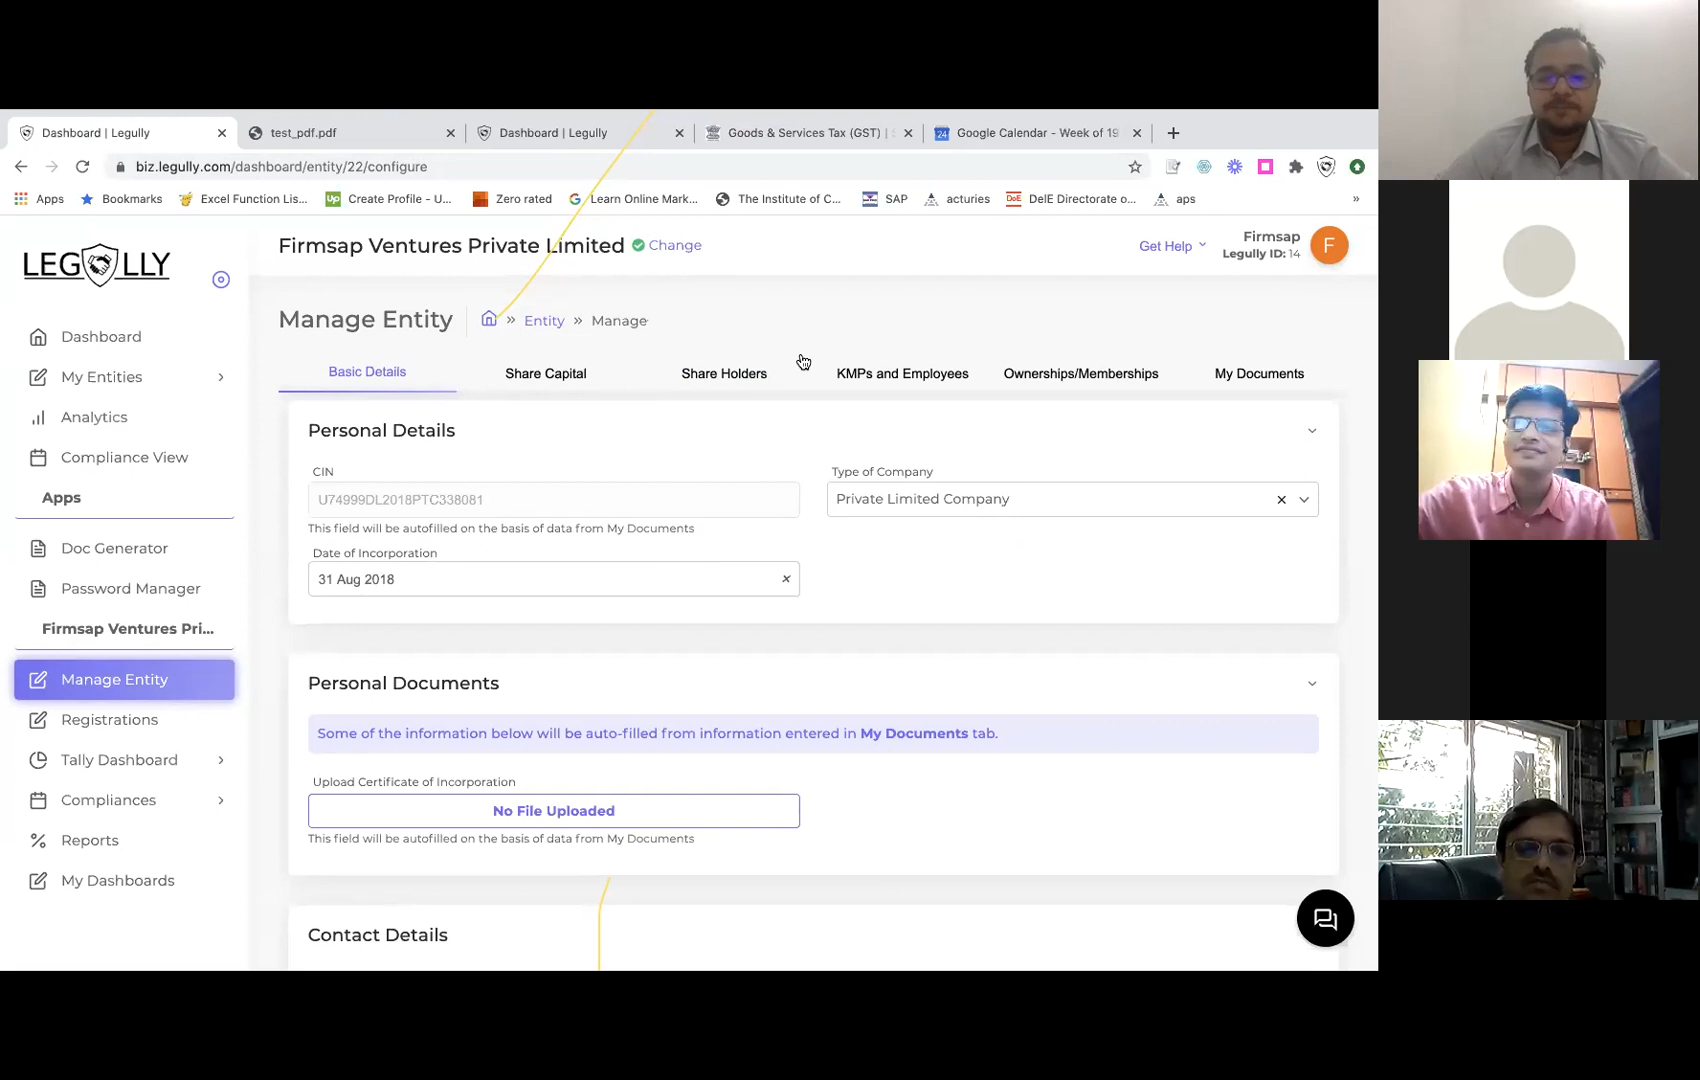 Dashboard | Legully
test_pdf.pdf
Dashboard | Legully
Goods & Services Tax (GST) |
24 Google Calendar - Week of 19
biz.legully.com/dashboard/entity/22/configure
Apps
Bookmarks
Excel Function Lis...
Up Create Profile - U...
Zero rated
Learn Online Mark...
The Institute of C...
SAP
acturies
DoE DelE Directorate o...
aps
»
LEGULLY
Firmsap Ventures Private Limited Change
Get Help
Firmsap
Legully ID: 14
F
Manage Entity » Entity » Manage
Dashboard
My Entities
Analytics
Compliance View
Apps
Doc Generator
Password Manager
Firmsap Ventures Pri...
Manage Entity
Registrations
Tally Dashboard
Compliances
Reports
My Dashboards
Basic Details
Share Capital
Share Holders
KMPs and Employees
Ownerships/Memberships
My Documents
Personal Details
CIN
U74999DL2018PTC338081
This field will be autofilled on the basis of data from My Documents
Type of Company
Private Limited Company
Date of Incorporation
31 Aug 2018
Personal Documents
Some of the information below will be auto-filled from information entered in My Documents tab.
Upload Certificate of Incorporation
No File Uploaded
This field will be autofilled on the basis of data from My Documents
Contact Details